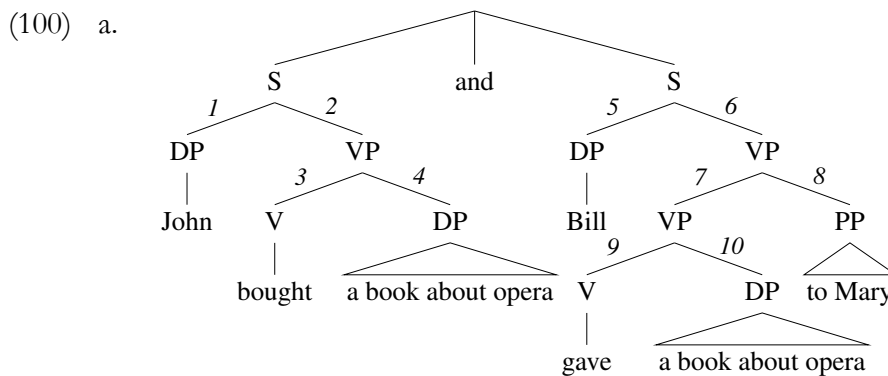 (100) a.
S and S
1 2 5 6
DP VP DP VP
3 4 7 8
John V DP Bill VP PP
9 10
bought a book about opera V DP to Mary
gave a book about opera